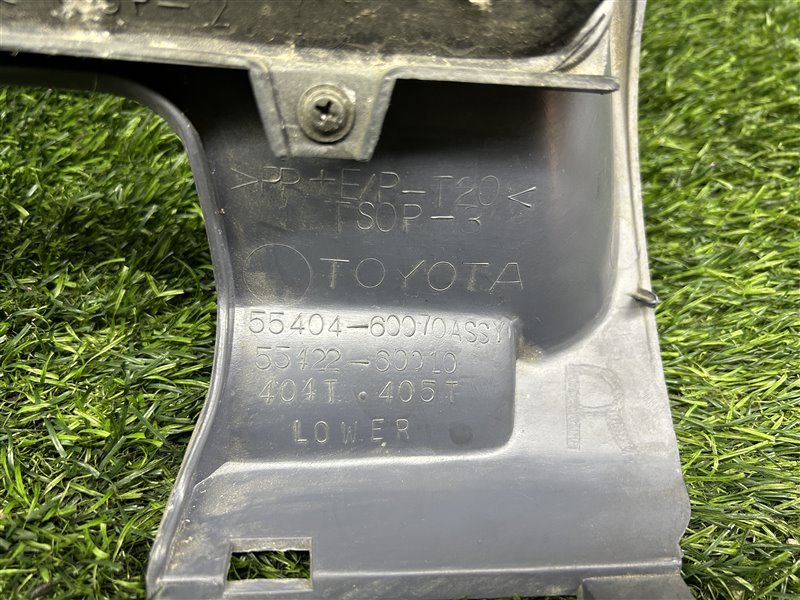 >PP+E/P-T20<
TSOP-3
TOYOTA
55404-60070ASSY
55422-60010
404T . 405T
LOWER
R